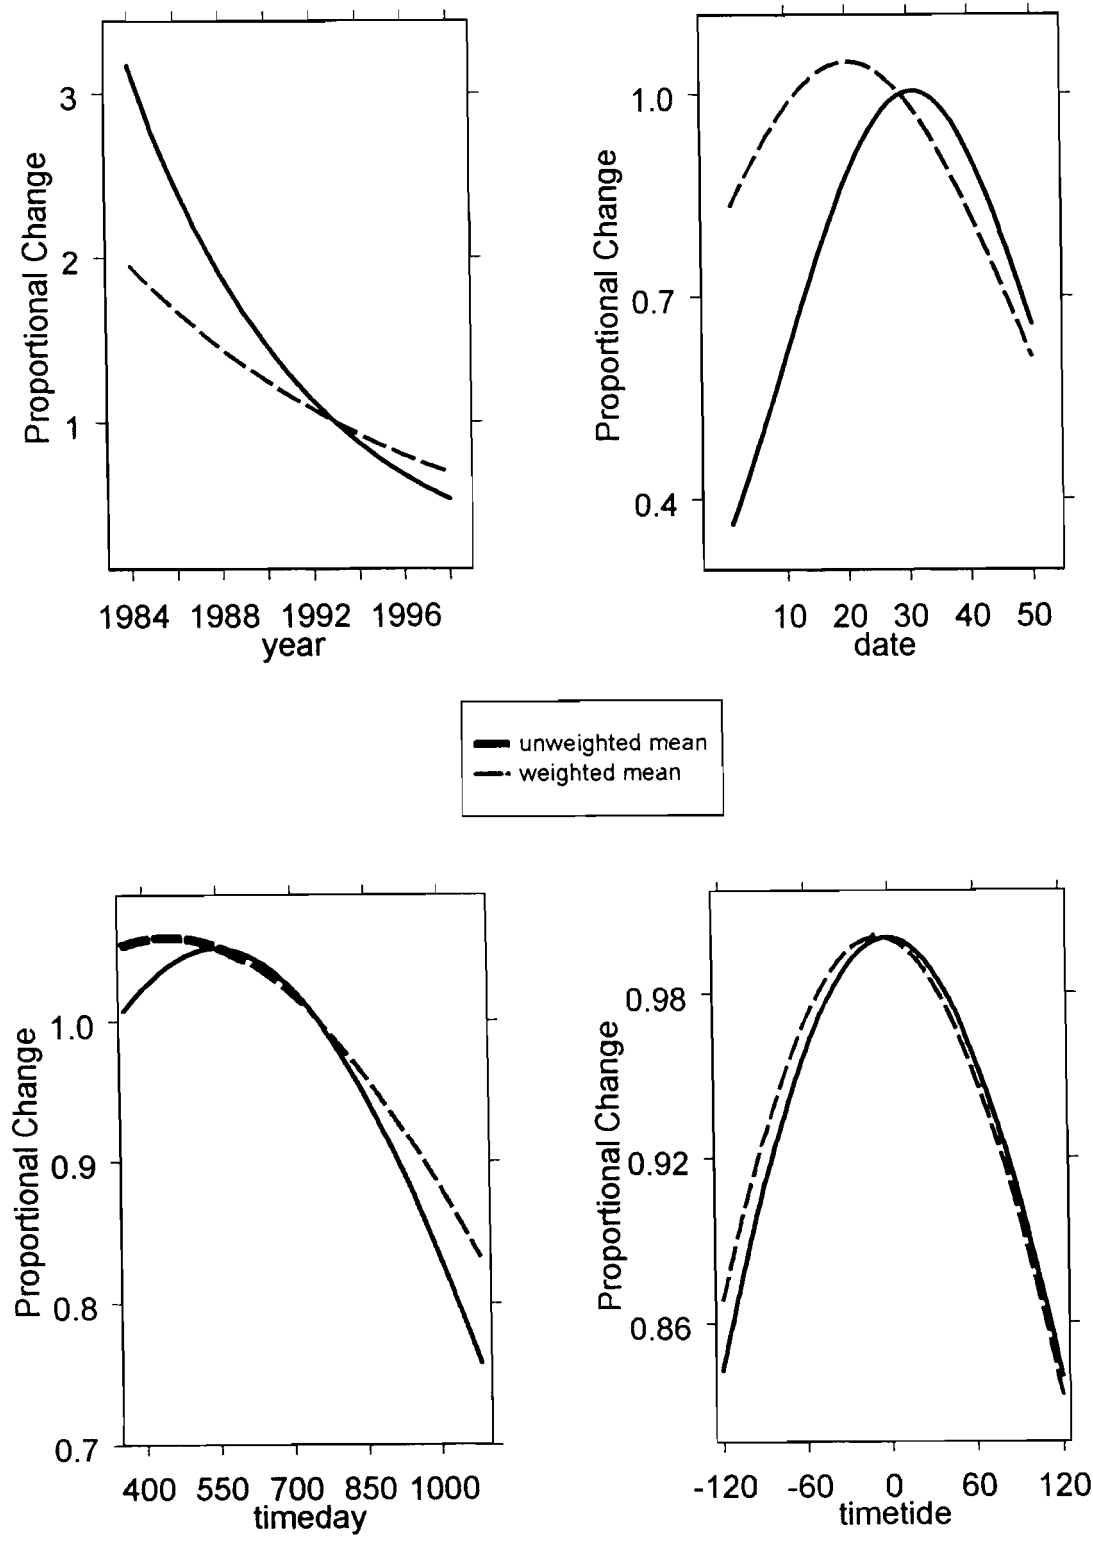 Proportional Change
3
2
1
1984 1988 1992 1996
year
Proportional Change
1.0
0.7
0.4
10 20 30 40 50
date
unweighted mean
weighted mean
Proportional Change
1.0
0.9
0.8
0.7
400 550 700 850 1000
timeday
Proportional Change
0.98
0.92
0.86
-120 -60 0 60 120
timetide